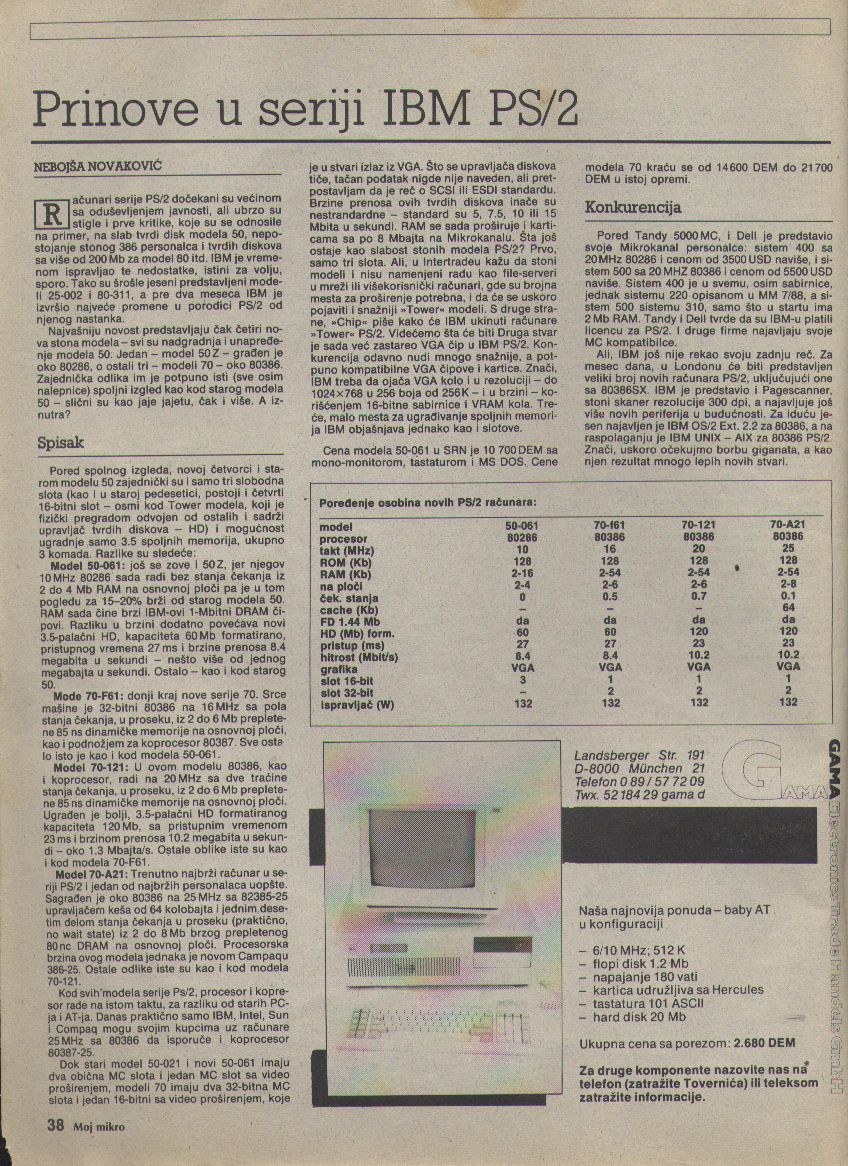 Prinove u seriji IBM PS/2
NEBOJŠA NOVAKOVIĆ
Računari serije PS/2 dočekani su većinom
sa oduševljenjem javnosti, ali ubrzo su
stigle i prve kritike, koje su se odnosile
na primer, na slab tvrdi disk modela 50, nepo-
stojanje stonog 386 personalca i tvrdih diskova
sa više od 200 Mb za model 80 itd. IBM je vreme-
nom ispravljao te nedostatke, istini za volju,
sporo. Tako su šrošle jeseni predstavljeni mode-
li 25-002 i 80-311, a pre dva meseca IBM je
izvršio najveće promene u porodici PS/2 od
njenog nastanka.
Najvašniju novost predstavljaju čak četiri no-
va stona modela – svi su nadgradnja i unapređe-
nje modela 50. Jedan – model 50 Z – građen je
oko 80286, o ostali tri – modeli 70 – oko 80386.
Zajednička odlika im je potpuno isti (sve osim
nalepnice) spoljni izgled kao kod starog modela
50 – slični su kao jaje jajetu, čak i više. A iz-
nutra?
Spisak
Pored spolnog izgleda, novoj četvorci i sta-
rom modelu 50 zajednički su i samo tri slobodna
slota (kao i u staroj pedesetici, postoji i četvrti
16-bitni slot – osmi kod Tower modela, koji je
fizički pregradom odvojen od ostalih i sadrži
upravljač tvrdih diskova – HD) i mogućnost
ugradnje samo 3.5 spoljnih memorija, ukupno
3 komada. Razlike su sledeće:
Model 50-061: još se zove i 50Z, jer njegov
10 MHz 80286 sada radi bez stanja čekanja iz
2 do 4 Mb RAM na osnovnoj ploči pa je u tom
pogledu za 15–20% brži od starog modela 50.
RAM sada čine brzi IBM-ovi 1-Mbitni DRAM či-
povi. Razliku u brzini dodatno povećava novi
3.5-palačni HD, kapaciteta 60 Mb formatirano,
pristupnog vremena 27 ms i brzine prenosa 8.4
megabita u sekundi – nešto više od jednog
megabajta u sekundi. Ostalo – kao i kod starog
50.
Mode 70-F61: donji kraj nove serije 70. Srce
mašine je 32-bitni 80386 na 16 MHz sa pola
stanja čekanja, u proseku, iz 2 do 6 Mb preplete-
ne 85 ns dinamičke memorije na osnovnoj ploči,
kao i podnožjem za koprocesor 80387. Sve osta-
lo isto je kao i kod modela 50-061.
Model 70-121: U ovom modelu 80386, kao
i koprocesor, radi na 20 MHz sa dve traćine
stanja čekanja, u proseku, iz 2 do 6 Mb preplete-
ne 85 ns dinamičke memorije na osnovnoj ploči.
Ugrađen je bolji, 3.5-palačni HD formatiranog
kapaciteta 120 Mb, sa pristupnim vremenom
23 ms i brzinom prenosa 10.2 megabita u sekun-
di – oko 1.3 Mbajta/s. Ostale oblike iste su kao
i kod modela 70-F61.
Model 70-A21: Trenutno najbrži računar u se-
riji PS/2 i jedan od najbržih personalaca uopšte.
Sagrađen je oko 80386 na 25 MHz sa 82385-25
upravljačem keša od 64 kolobajta i jednim dese-
tim delom stanja čekanja u proseku (praktično,
no wait state) iz 2 do 8 Mb brzog prepletenog
80 nc DRAM na osnovnoj ploči. Procesorska
brzina ovog modela jednaka je novom Campaqu
386-25. Ostale odlike iste su kao i kod modela
70-121.
Kod svih modela serije Ps/2, procesor i kopre-
sor rade na istom taktu, za razliku od starih PC-
ja i AT-ja. Danas praktično samo IBM, Intel, Sun
i Compaq mogu svojim kupcima uz računare
25 MHz sa 80386 da isporuče i koprocesor
80387-25.
Dok stari model 50-021 i novi 50-061 imaju
dva obična MC slota i jedan MC slot sa video
proširenjem, modeli 70 imaju dva 32-bitna MC
slota i jedan 16-bitni sa video proširenjem, koje
je u stvari izlaz iz VGA. Što se upravljača diskova
tiče, tačan podatak nigde nije naveden, ali pret-
postavljam da je reč o SCSI ili ESDI standardu.
Brzine prenosa ovih tvrdih diskova inače su
nestrandardne – standard su 5, 7.5, 10 ili 15
Mbita u sekundi. RAM se sada proširuje i karti-
cama sa po 8 Mbajta na Mikrokanalu. Šta još
ostaje kao slabost stonih modela PS/2? Prvo,
samo tri slota. Ali, u Intertradeu kažu da stoni
modeli i nisu namenjeni radu kao file-serveri
u mreži ili višekorisnički računari, gde su brojna
mesta za proširenje potrebna, i da će se uskoro
pojaviti i snažniji »Tower« modeli. S druge stra-
ne, »Chip« piše kako će IBM ukinuti računare
»Tower« PS/2. Videćemo šta će biti Druga stvar
je sada već zastareo VGA čip u IBM PS/2. Kon-
kurencija odavno nudi mnogo snažnije, a pot-
puno kompatibilne VGA čipove i kartice. Znači,
IBM treba da ojača VGA kolo i u rezoluciji – do
1024×768 u 256 boja od 256K – i u brzini – ko-
rišćenjem 16-bitne sabirnice i VRAM kola. Tre-
će, malo mesta za ugrađivanje spoljnih memori-
ja IBM objašnjava jednako kao i slotove.
Cena modela 50-061 u SRN je 10 700 DEM sa
mono-monitorom, tastaturom i MS DOS. Cene
modela 70 kraću se od 14600 DEM do 21700
DEM u istoj opremi.
Konkurencija
Pored Tandy 5000 MC, i Dell je predstavio
svoje Mikrokanal personalce: sistem 400 sa
20 MHz 80286 i cenom od 3500 USD naviše, i si-
stem 500 sa 20 MHZ 80386 i cenom od 5500 USD
naviše. Sistem 400 je u svemu, osim sabirnice,
jednak sistemu 220 opisanom u MM 7/88, a si-
stem 500 sistemu 310, samo što u startu ima
2 Mb RAM. Tandy i Dell tvrde da su IBM-u platili
licencu za PS/2. I druge firme najavljaju svoje
MC kompatibilce.
Ali, IBM još nije rekao svoju zadnju reč. Za
mesec dana, u Londonu će biti predstavljen
veliki broj novih računara PS/2, uključujući one
sa 80386SX. IBM je predstavio i Pagescanner,
stoni skaner rezolucije 300 dpi, a najavljuje još
više novih periferija u budućnosti. Za iduću je-
sen najavljen je IBM OS/2 Ext. 2.2 za 80386, a na
raspolaganju je IBM UNIX – AIX za 80386 PS/2.
Znači, uskoro očekujmo borbu giganata, a kao
njen rezultat mnogo lepih novih stvari.
Poređenje osobina novih PS/2 računara:
model 50-061 70-f61 70-121 70-A21
procesor 80286 80386 80386 80386
takt (MHz) 10 16 20 25
ROM (Kb) 128 128 128 128
RAM (Kb) 2-16 2-54 2-54 2-54
na ploči 2-4 2-6 2-6 2-8
ček. stanja 0 0.5 0.7 0.1
cache (Kb) – – – 64
FD 1.44 Mb da da da da
HD (Mb) form. 60 60 120 120
pristup (ms) 27 27 23 23
hitrost (Mbit/s) 8.4 8.4 10.2 10.2
grafika VGA VGA VGA VGA
slot 16-bit 3 1 1 1
slot 32-bit – 2 2 2
ispravljač (W) 132 132 132 132
Landsberger Str. 191
D-8000 München 21
Telefon 0 89 / 57 72 09
Twx. 52 184 29 gama d
GAMA
GAMA Electronics Trade Handels GmbH
Naša najnovija ponuda – baby AT
u konfiguraciji
– 6/10 MHz; 512 K
– flopi disk 1,2 Mb
– napajanje 180 vati
– kartica udružljiva sa Hercules
– tastatura 101 ASCII
– hard disk 20 Mb
Ukupna cena sa porezom: 2.680 DEM
Za druge komponente nazovite nas na
telefon (zatražite Tovernića) ili teleksom
zatražite informacije.
38 Moj mikro